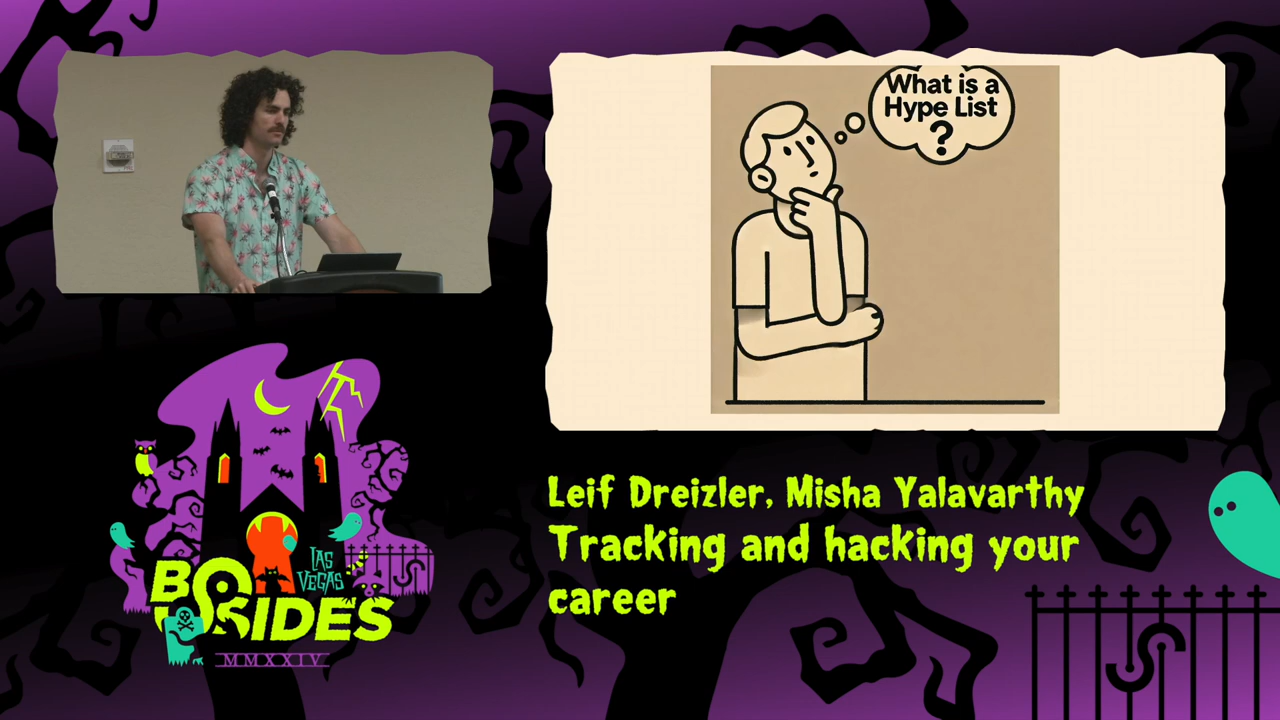 What is a
Hype List
?
Leif Dreizler, Misha Yalavarthy
Tracking and hacking your
career
LAS
VEGAS
BSIDES
MMXXIV